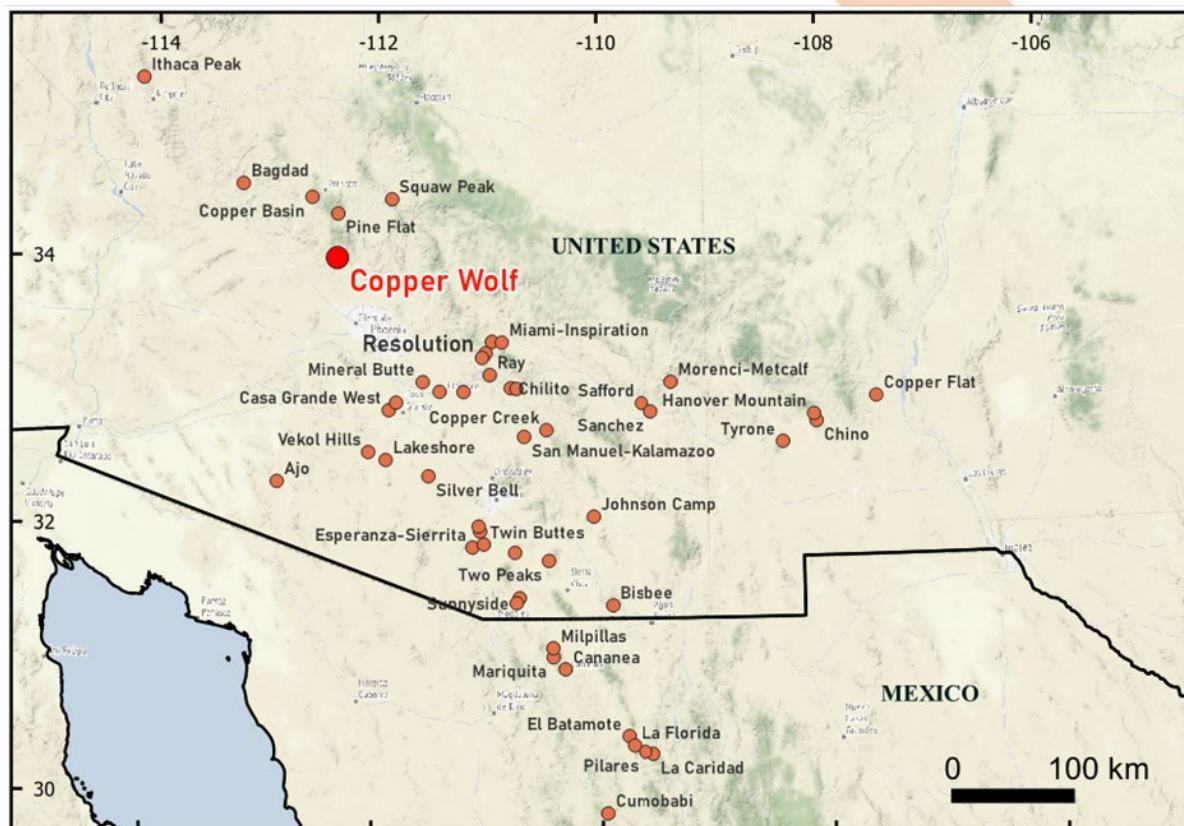 -114
-112
-110
-108
-106
Ithaca Peak
Bagdad
Squaw Peak
Copper Basin
Pine Flat
UNITED STATES
34
Copper Wolf
Phoenix
Miami-Inspiration
Resolution
Ray
Mineral Butte
Morenci-Metcalf
Chilito
Safford
Copper Flat
Casa Grande West
Hanover Mountain
Copper Creek
Sanchez
Tyrone
Chino
Vekol Hills
Lakeshore
San Manuel-Kalamazoo
Ajo
Silver Bell
Johnson Camp
32
Esperanza-Sierrita
Twin Buttes
Two Peaks
Sunnyside
Bisbee
Milpillas
Cananea
Mariquita
MEXICO
El Batamote
La Florida
Pilares
La Caridad
0 100 km
30
Cumobabi